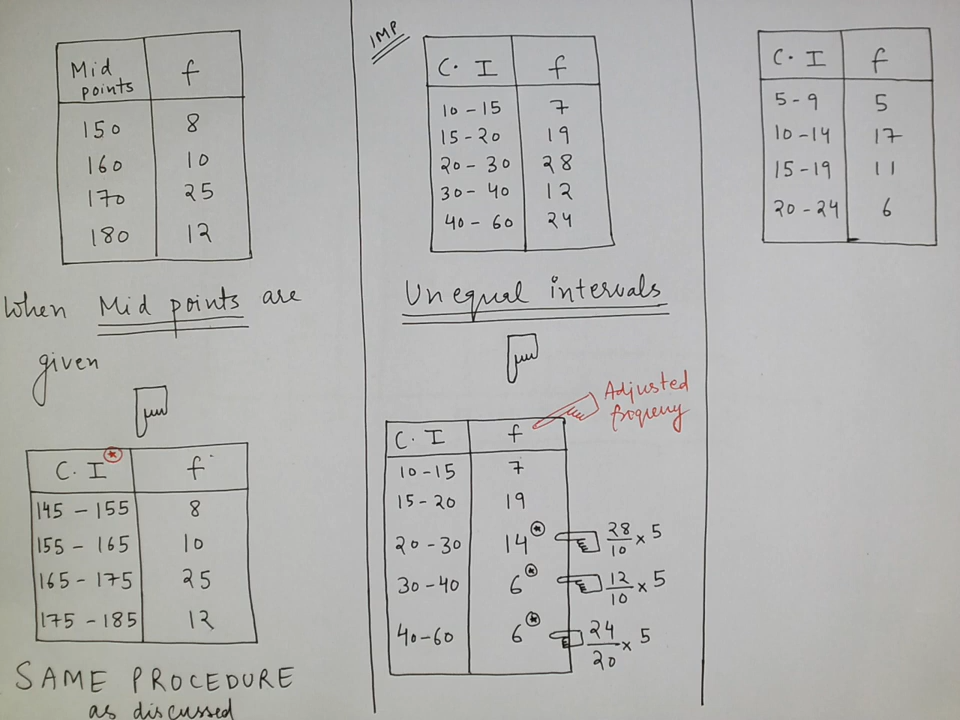 Mid points f
150 8
160 10
170 25
180 12
When Mid points are
given
C. I * f
145 - 155 8
155 - 165 10
165 - 175 25
175 - 185 12
SAME PROCEDURE
as discussed
IMP
C. I f
10 - 15 7
15 - 20 19
20 - 30 28
30 - 40 12
40 - 60 24
Unequal intervals
Adjusted
freqeny
C. I f
10 - 15 7
15 - 20 19
20 - 30 14 * 28/10 x 5
30 - 40 6 * 12/10 x 5
40 - 60 6 * 24/20 x 5
C. I f
5 - 9 5
10 - 14 17
15 - 19 11
20 - 24 6